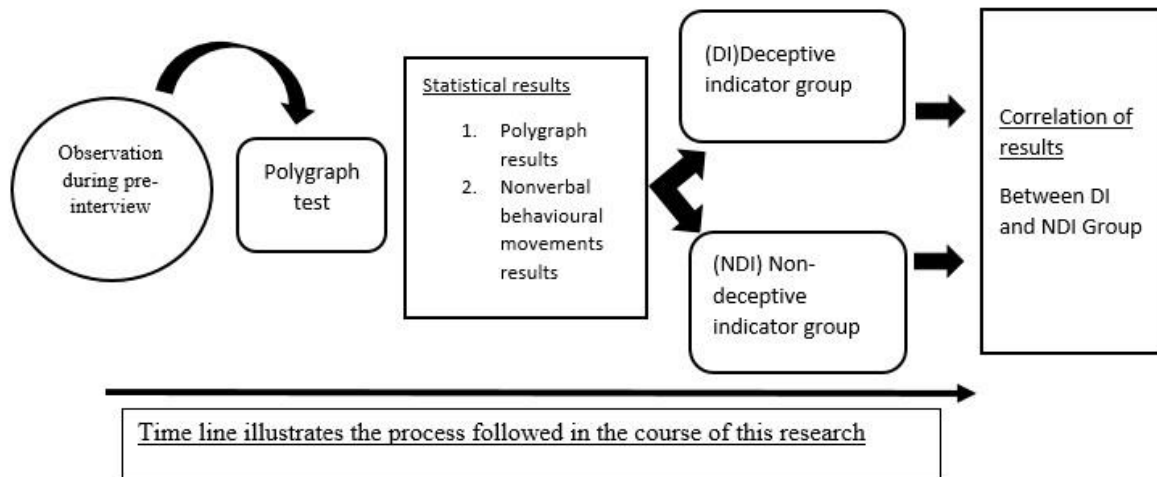 Observation
during pre-
interview
Polygraph
test
Statistical results
1. Polygraph
results
2. Nonverbal
behavioural
movements
results
(DI)Deceptive
indicator group
(NDI) Non-
deceptive
indicator group
Correlation of
results
Between DI
and NDI Group
Time line illustrates the process followed in the course of this research